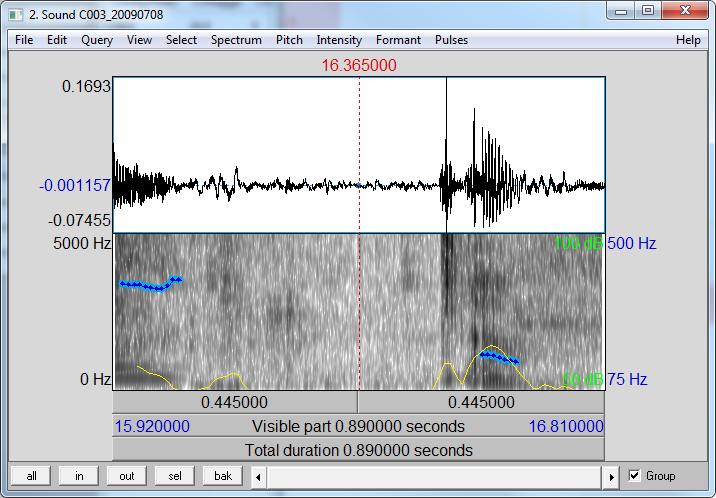 2. Sound C003_20090708
File Edit Query View Select Spectrum Pitch Intensity Formant Pulses Help
16.365000
0.1693
-0.001157
-0.07455
5000 Hz 100 dB 500 Hz
0 Hz 50 dB 75 Hz
0.445000 0.445000
15.920000 Visible part 0.890000 seconds 16.810000
Total duration 0.890000 seconds
all in out sel bak Group